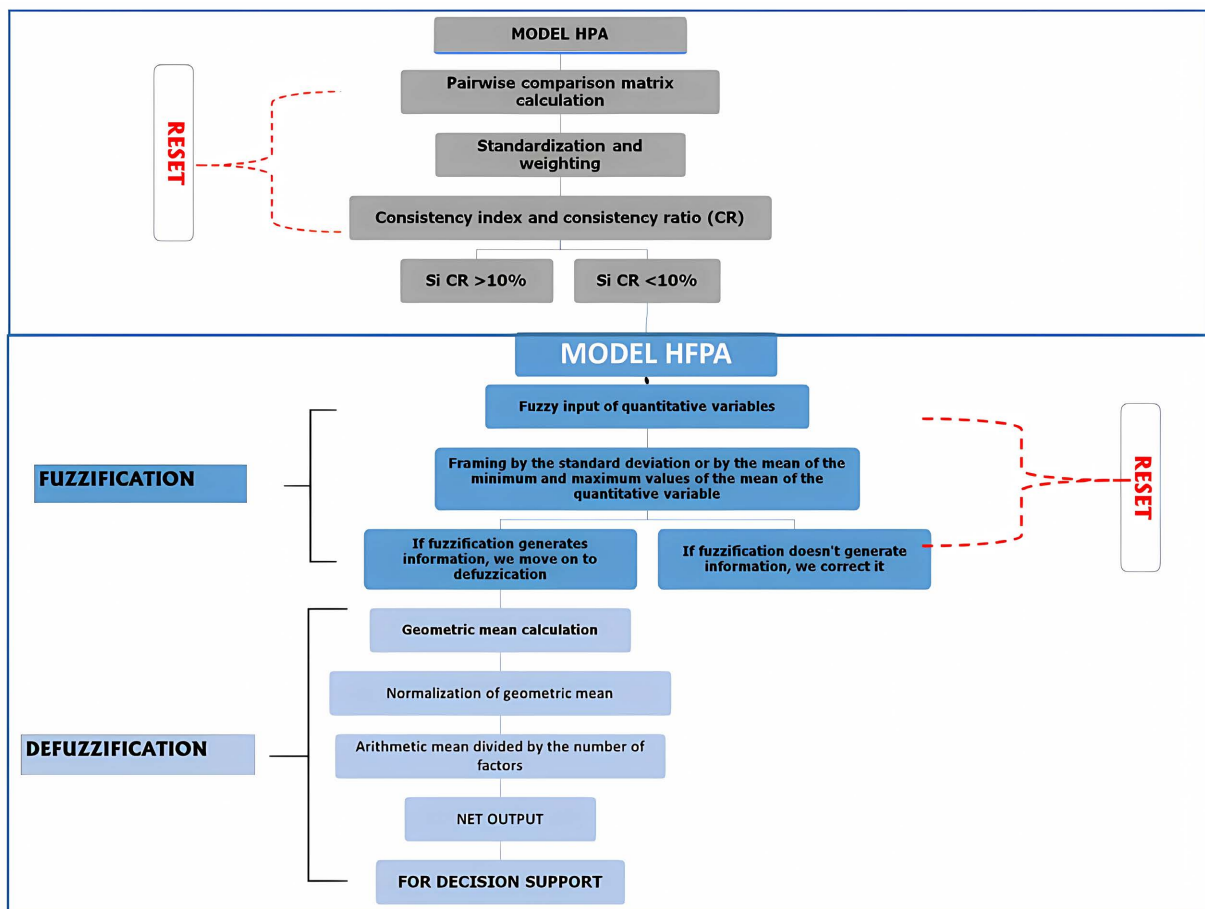 MODEL HPA
RESET
Pairwise comparison matrix
calculation
Standardization and
weighting
Consistency index and consistency ratio (CR)
Si CR >10%
Si CR <10%
MODEL HFPA
Fuzzy input of quantitative variables
FUZZIFICATION
Framing by the standard deviation or by the mean of the
minimum and maximum values of the mean of the
quantitative variable
RESET
If fuzzification generates
information, we move on to
defuzzication
If fuzzification doesn't generate
information, we correct it
Geometric mean calculation
Normalization of geometric mean
DEFUZZIFICATION
Arithmetic mean divided by the number of
factors
NET OUTPUT
FOR DECISION SUPPORT